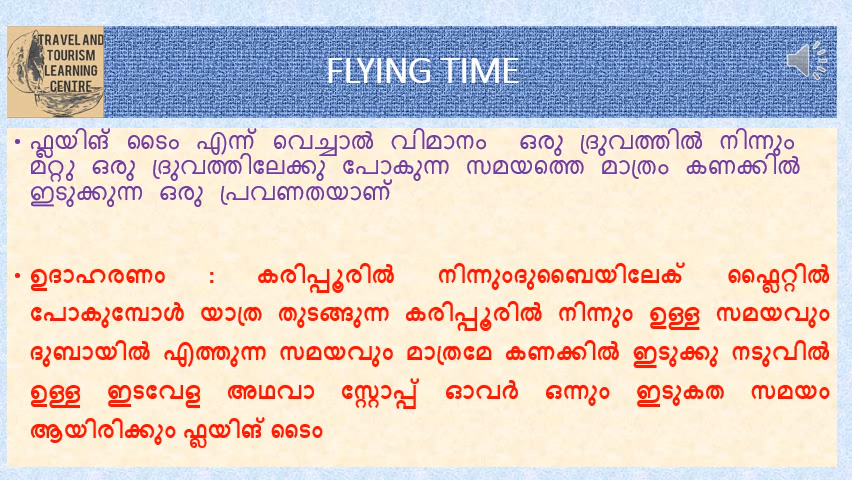 TRAVEL AND
TOURISM
LEARNING
CENTRE
FLYING TIME
• ഫ്ലയിങ് ടൈം എന്ന് വെച്ചാൽ വിമാനം ഒരു ദ്രുവത്തിൽ നിന്നും
മറ്റു ഒരു ദ്രുവത്തിലേക്കു പോകുന്ന സമയത്തെ മാത്രം കണക്കിൽ
ഇടുക്കുന്ന ഒരു പ്രവണതയാണ്
• ഉദാഹരണം : കരിപ്പൂരിൽ നിന്നുംദുബൈയിലേക് ഫ്ലൈറ്റിൽ
പോകുമ്പോൾ യാത്ര തുടങ്ങുന്ന കരിപ്പൂരിൽ നിന്നും ഉള്ള സമയവും
ദുബായിൽ എത്തുന്ന സമയവും മാത്രമേ കണക്കിൽ ഇടുക്കു നടുവിൽ
ഉള്ള ഇടവേള അഥവാ സ്റ്റോപ്പ് ഓവർ ഒന്നും ഇടുകത സമയം
ആയിരിക്കും ഫ്ലയിങ് ടൈം